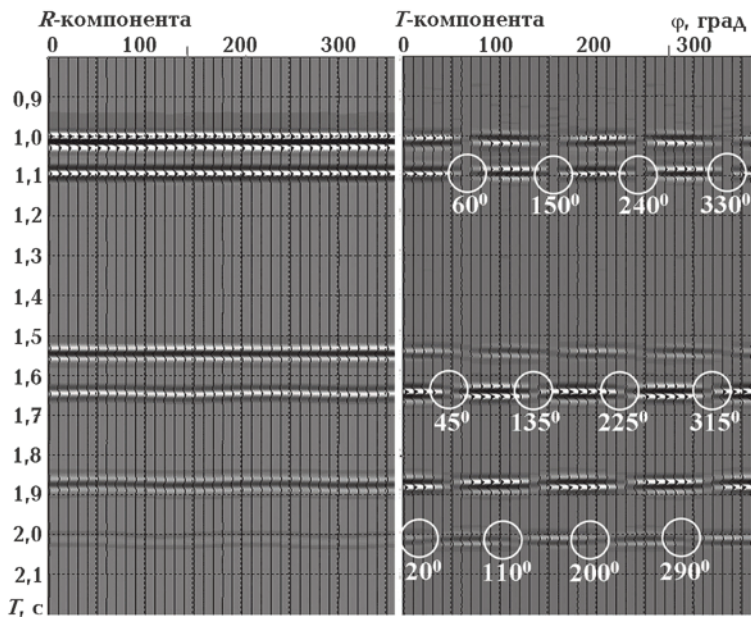 R-компонента T-компонента φ, град
0 100 200 300 0 100 200 300
0,9
1,0
1,1
60⁰ 150⁰ 240⁰ 330⁰
1,2
1,3
1,4
1,5
1,6
1,7
45⁰ 135⁰ 225⁰ 315⁰
1,8
1,9
2,0
20⁰ 110⁰ 200⁰ 290⁰
2,1
T, с